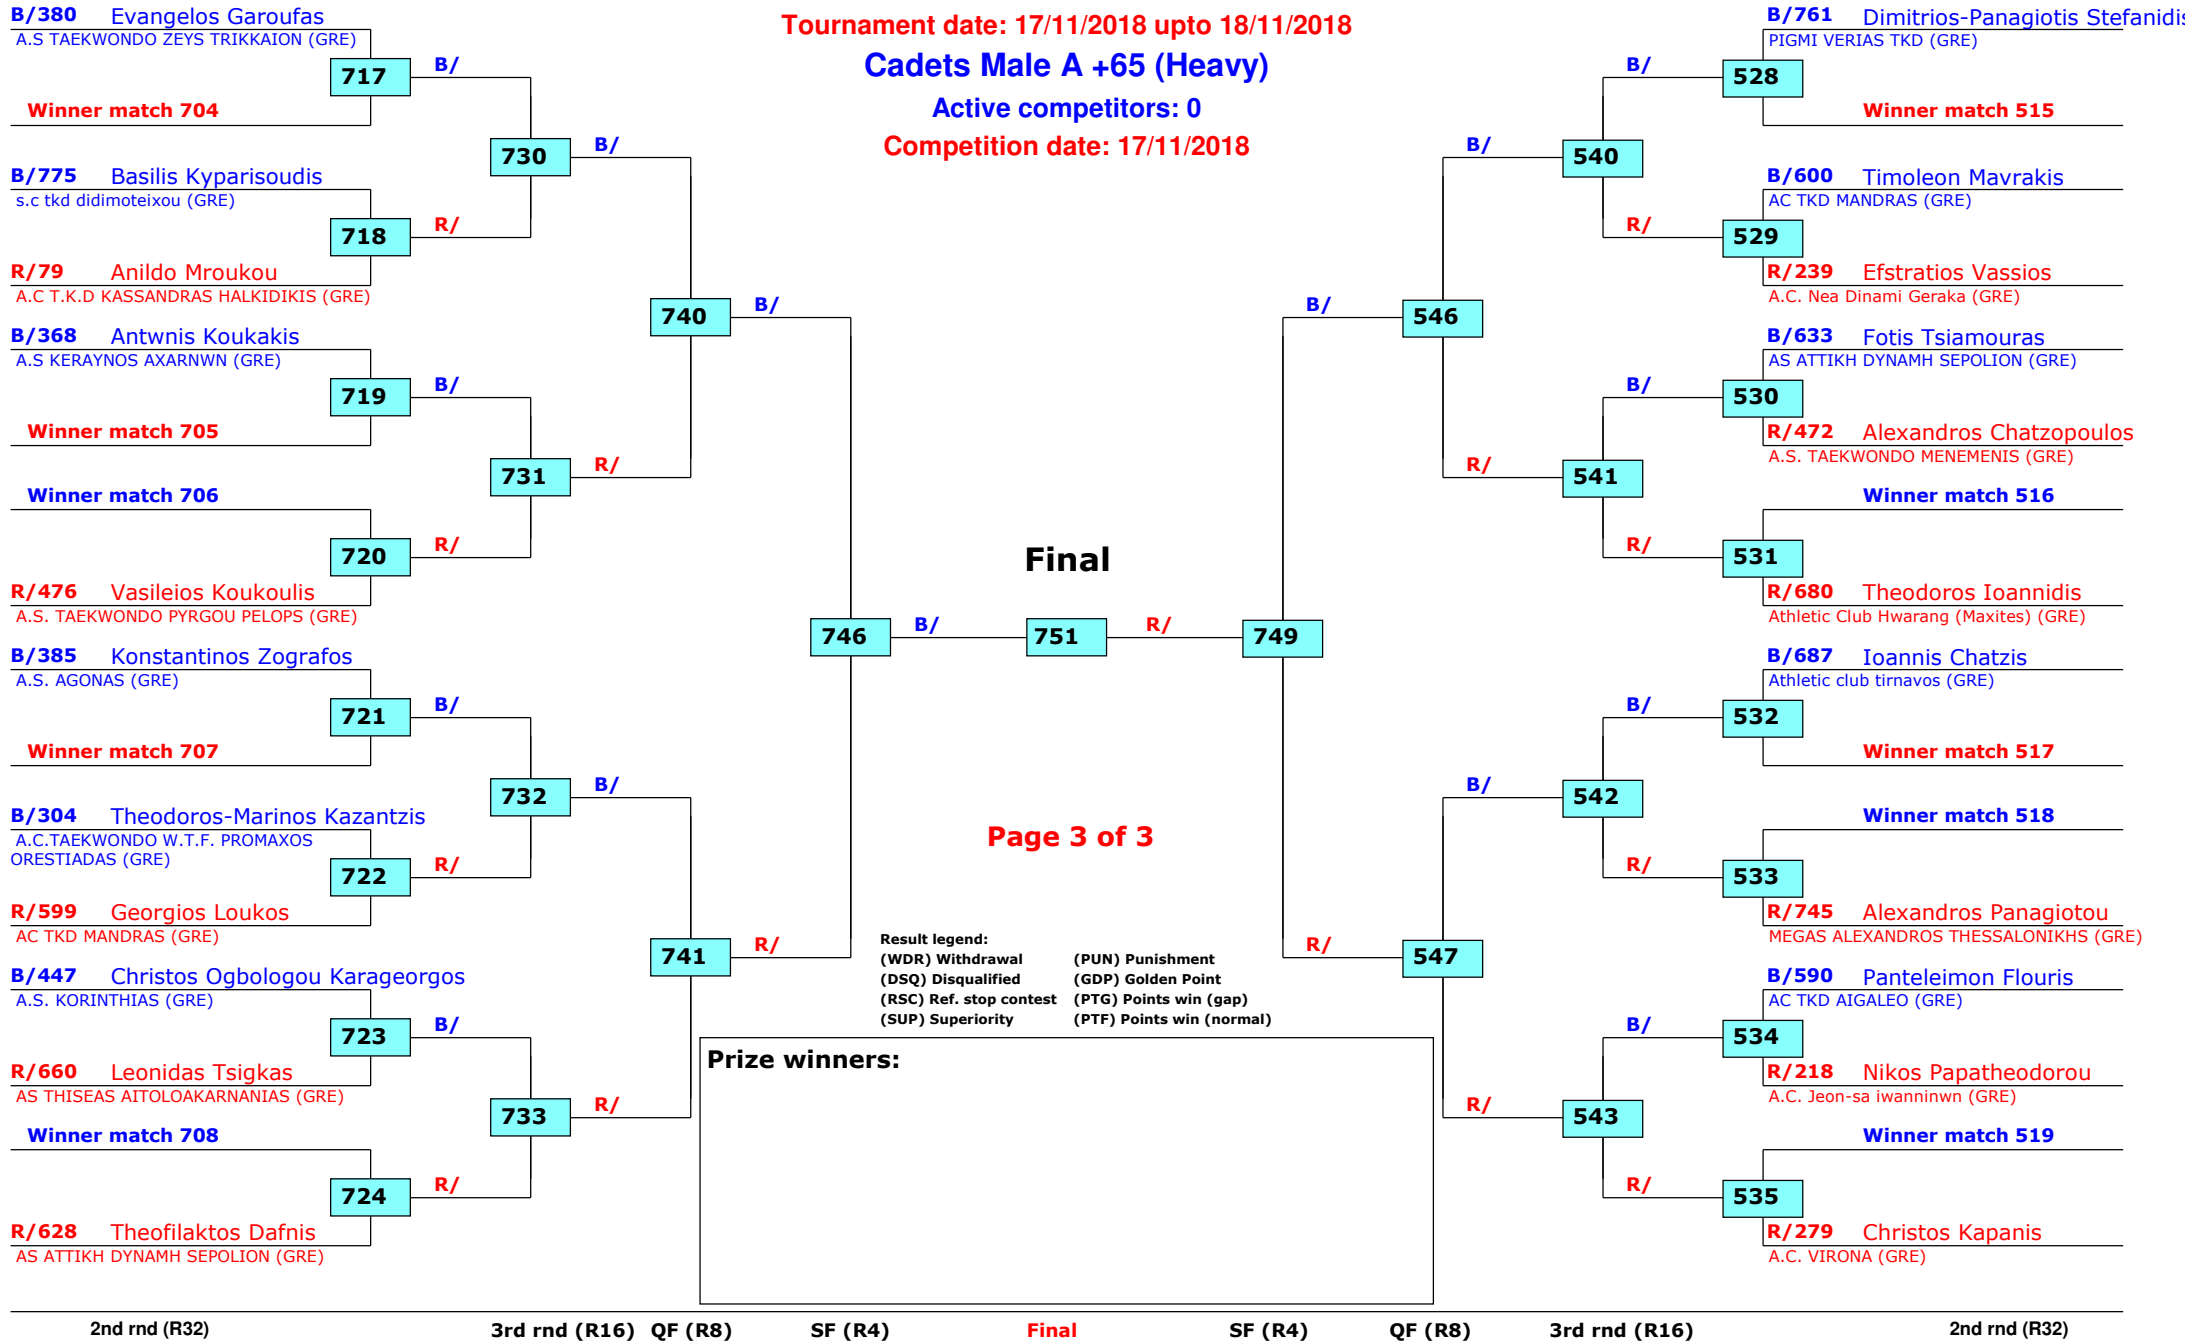 Tournament date: 17/11/2018 upto 18/11/2018
Cadets Male A +65 (Heavy)
Active competitors: 0
Competition date: 17/11/2018
B/380 Evangelos Garoufas
A.S TAEKWONDO ZEYS TRIKKAION (GRE)
717
B/
Winner match 704
730
B/
B/775 Basilis Kyparisoudis
s.c tkd didimoteixou (GRE)
718
R/
R/79 Anildo Mroukou
A.C T.K.D KASSANDRAS HALKIDIKIS (GRE)
740
B/
B/368 Antwnis Koukakis
A.S KERAYNOS AXARNWN (GRE)
719
B/
Winner match 705
731
R/
Winner match 706
720
R/
R/476 Vasileios Koukoulis
A.S. TAEKWONDO PYRGOU PELOPS (GRE)
746
B/
B/385 Konstantinos Zografos
A.S. AGONAS (GRE)
721
B/
Winner match 707
732
B/
B/304 Theodoros-Marinos Kazantzis
A.C.TAEKWONDO W.T.F. PROMAXOS
ORESTIADAS (GRE)
722
R/
R/599 Georgios Loukos
AC TKD MANDRAS (GRE)
741
R/
B/447 Christos Ogbologou Karageorgos
A.S. KORINTHIAS (GRE)
723
B/
R/660 Leonidas Tsigkas
AS THISEAS AITOLOAKARNANIAS (GRE)
733
R/
Winner match 708
724
R/
R/628 Theofilaktos Dafnis
AS ATTIKH DYNAMH SEPOLION (GRE)
Final
751
R/
749
Page 3 of 3
Result legend:
(WDR) Withdrawal (PUN) Punishment
(DSQ) Disqualified (GDP) Golden Point
(RSC) Ref. stop contest (PTG) Points win (gap)
(SUP) Superiority (PTF) Points win (normal)
Prize winners:
B/761 Dimitrios-Panagiotis Stefanidis
PIGMI VERIAS TKD (GRE)
B/
528
Winner match 515
B/
540
B/600 Timoleon Mavrakis
AC TKD MANDRAS (GRE)
R/
529
R/239 Efstratios Vassios
A.C. Nea Dinami Geraka (GRE)
B/
546
B/633 Fotis Tsiamouras
AS ATTIKH DYNAMH SEPOLION (GRE)
B/
530
R/472 Alexandros Chatzopoulos
A.S. TAEKWONDO MENEMENIS (GRE)
R/
541
Winner match 516
R/
531
R/680 Theodoros Ioannidis
Athletic Club Hwarang (Maxites) (GRE)
B/687 Ioannis Chatzis
Athletic club tirnavos (GRE)
B/
532
Winner match 517
B/
542
Winner match 518
R/
533
R/745 Alexandros Panagiotou
MEGAS ALEXANDROS THESSALONIKHS (GRE)
R/
547
B/590 Panteleimon Flouris
AC TKD AIGALEO (GRE)
B/
534
R/218 Nikos Papatheodorou
A.C. Jeon-sa iwanninwn (GRE)
R/
543
Winner match 519
R/
535
R/279 Christos Kapanis
A.C. VIRONA (GRE)
2nd rnd (R32) 3rd rnd (R16) QF (R8) SF (R4) Final SF (R4) QF (R8) 3rd rnd (R16) 2nd rnd (R32)